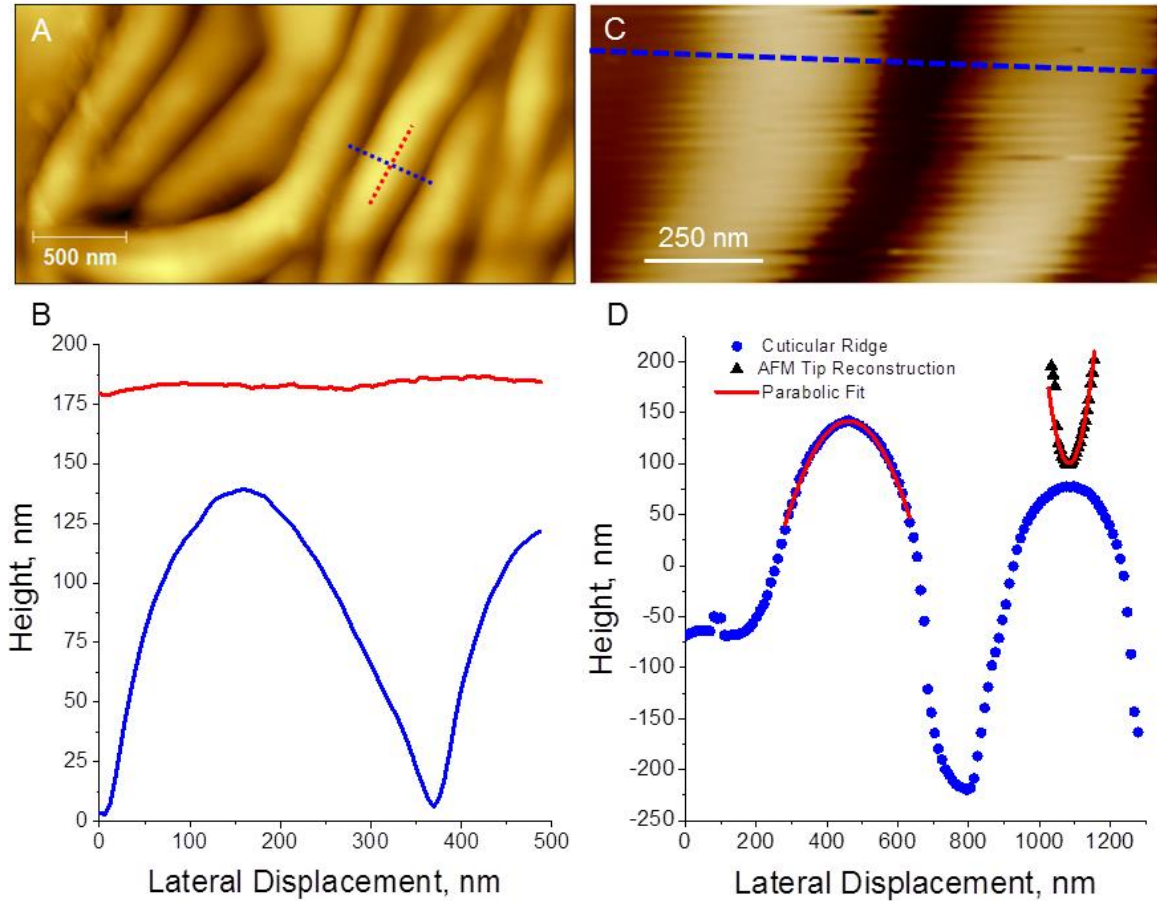 A
500 nm
C
250 nm
B
200
175
150
125
100
75
50
25
0
Height, nm
0 100 200 300 400 500
Lateral Displacement, nm
D
Cuticular Ridge
AFM Tip Reconstruction
Parabolic Fit
200
150
100
50
0
-50
-100
-150
-200
-250
Height, nm
0 200 400 600 800 1000 1200
Lateral Displacement, nm